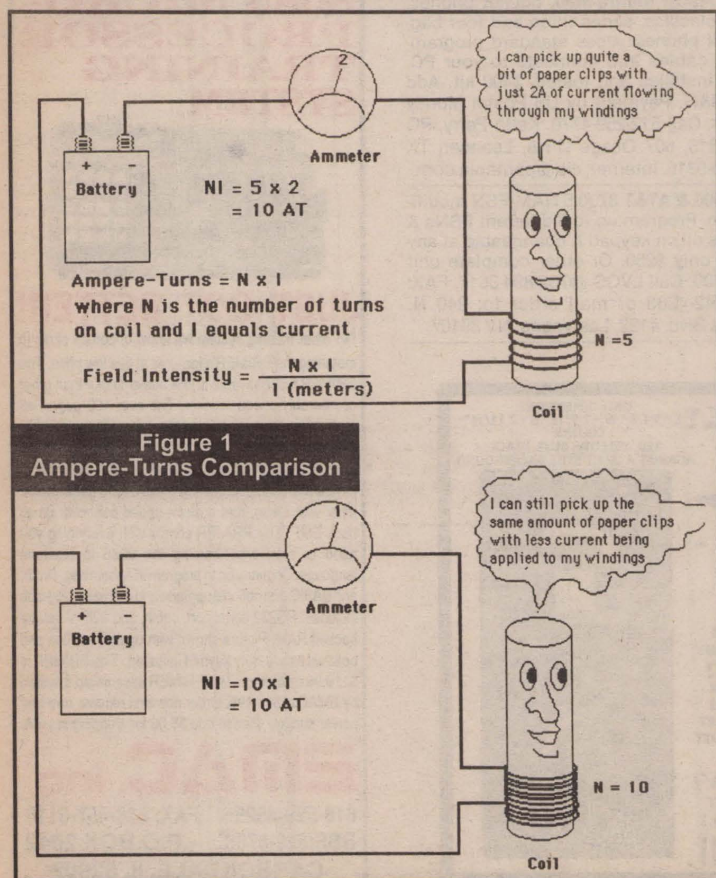 2
I can pick up quite a
bit of paper clips with
just 2A of current flowing
through my windings
Ammeter
+ -
Battery
NI = 5 x 2
= 10 AT
Ampere-Turns = N x I
where N is the number of turns
on coil and I equals current
N =5
Field Intensity = N x I
l (meters)
Coil
Figure 1
Ampere-Turns Comparison
1
I can still pick up the
same amount of paper clips
with less current being
applied to my windings
Ammeter
+ -
Battery
NI =10 x 1
= 10 AT
N = 10
Coil